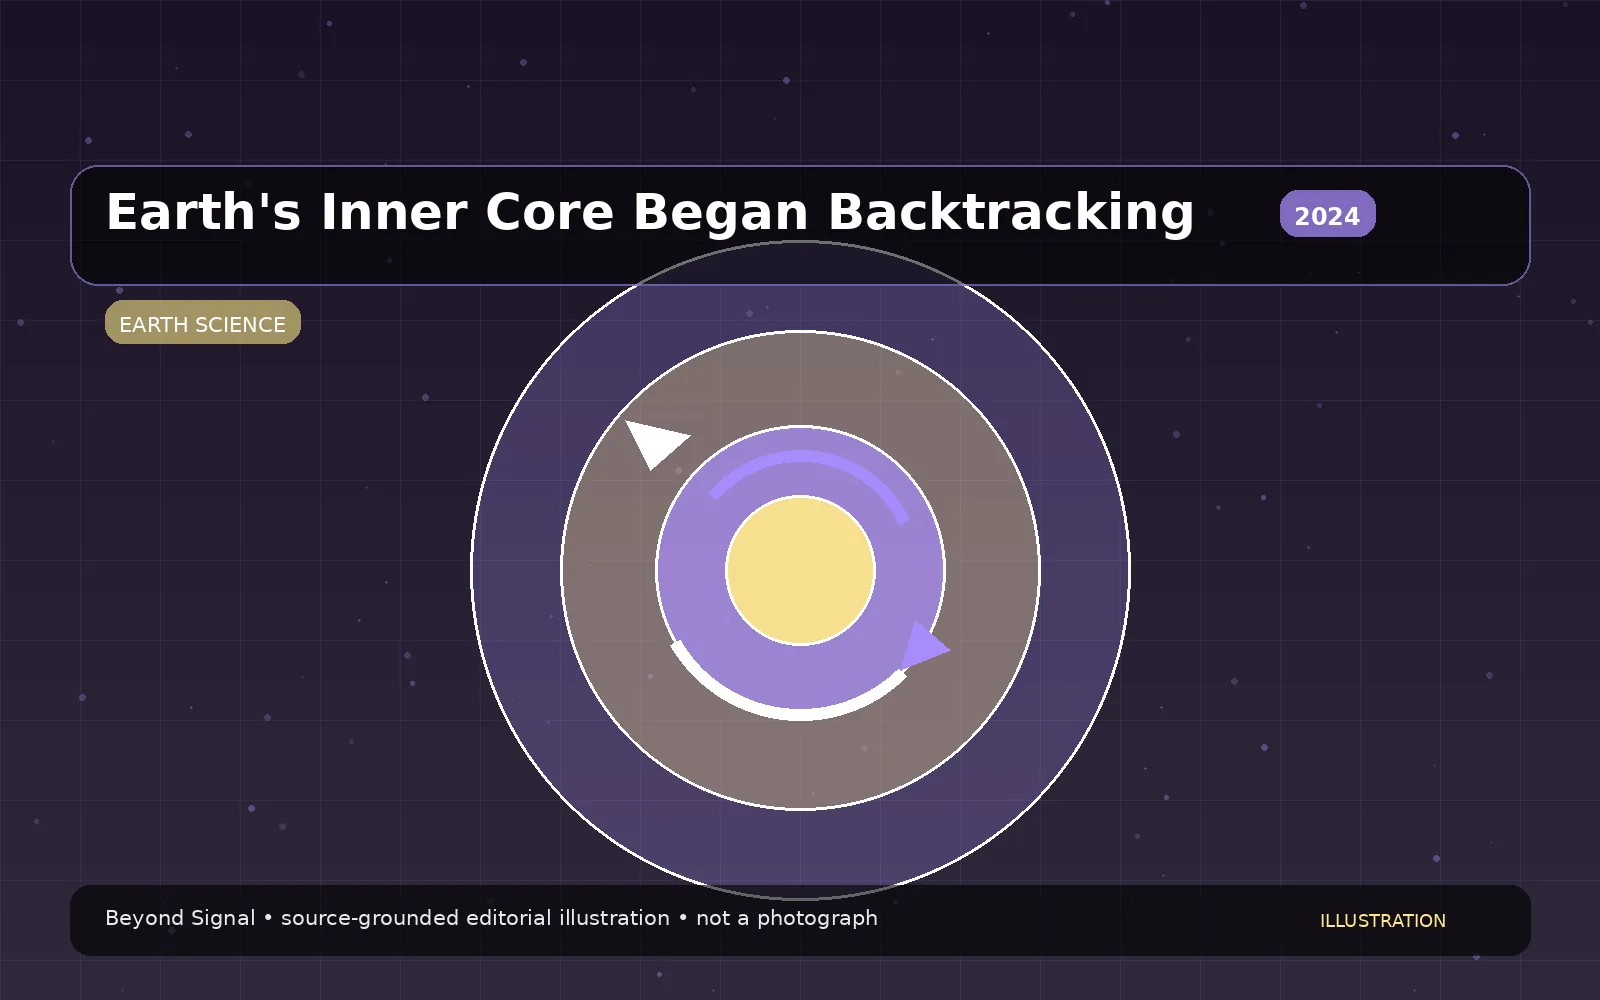 Earth's Inner Core Began Backtracking
2024
EARTH SCIENCE
Beyond Signal • source-grounded editorial illustration • not a photograph
ILLUSTRATION